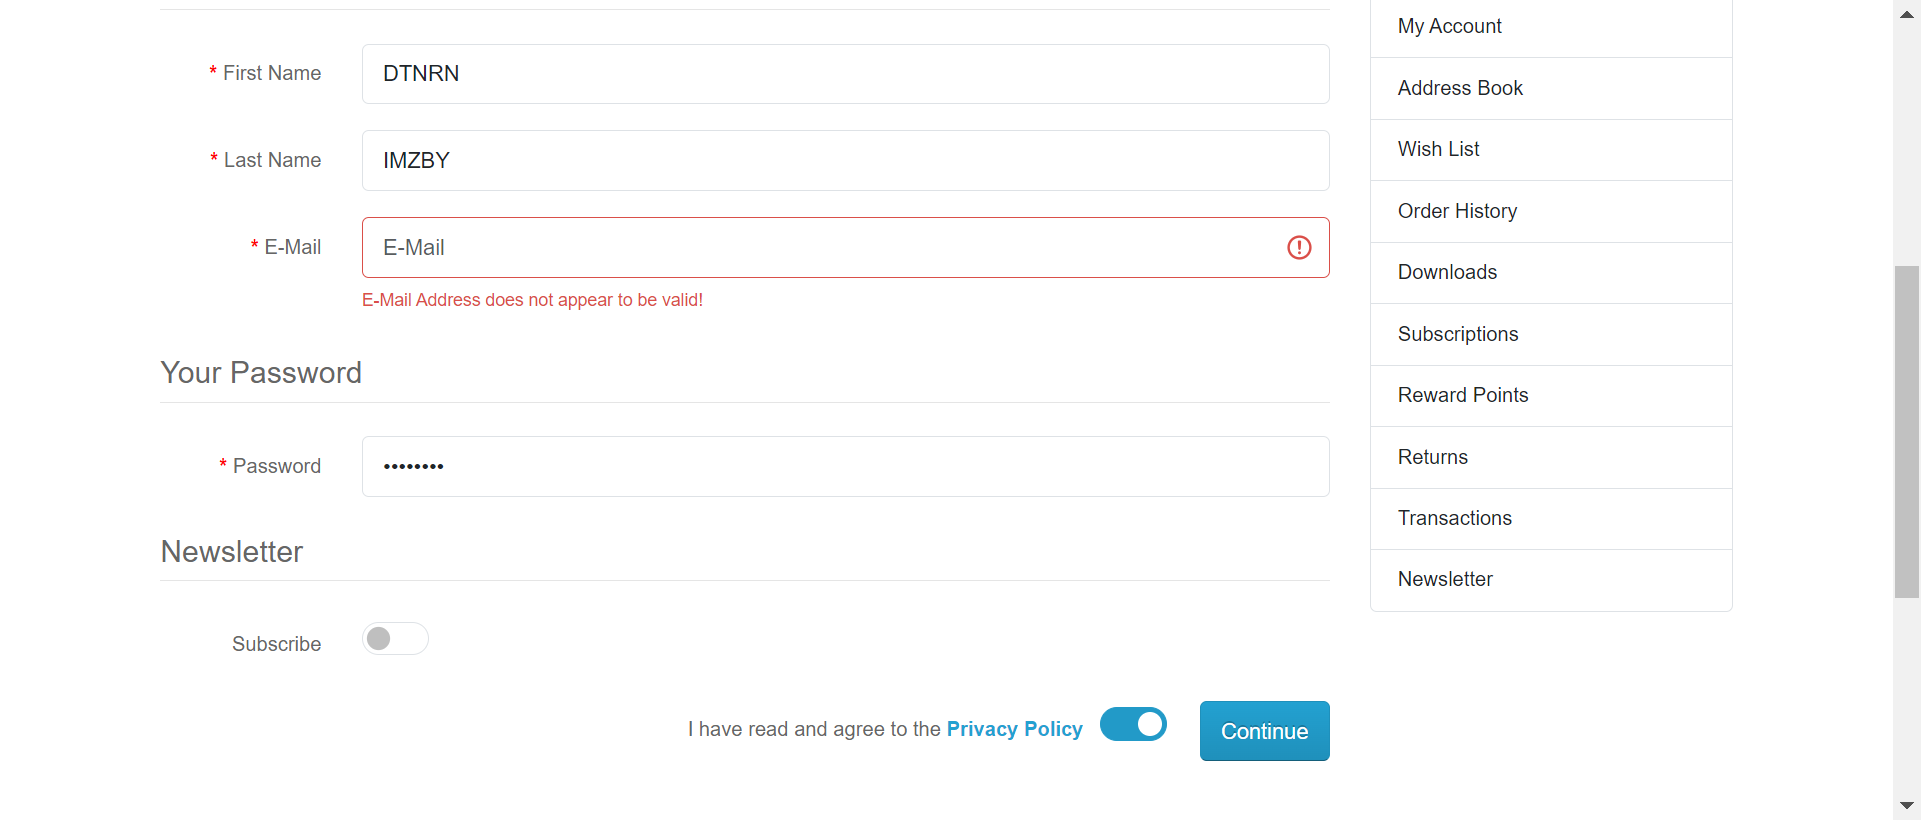 * First Name
DTNRN
* Last Name
IMZBY
* E-Mail
E-Mail
E-Mail Address does not appear to be valid!
Your Password
* Password
••••••••
Newsletter
Subscribe
I have read and agree to the Privacy Policy
Continue
My Account
Address Book
Wish List
Order History
Downloads
Subscriptions
Reward Points
Returns
Transactions
Newsletter